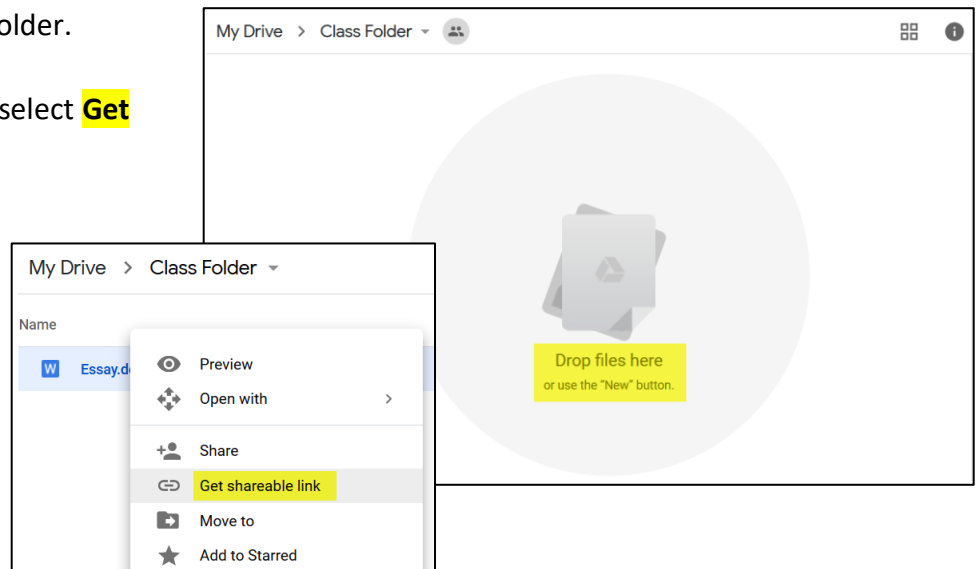 older.
select Get
My Drive > Class Folder
Drop files here
or use the "New" button.
My Drive > Class Folder
Name
W Essay.d
Preview
Open with >
Share
Get shareable link
Move to
Add to Starred